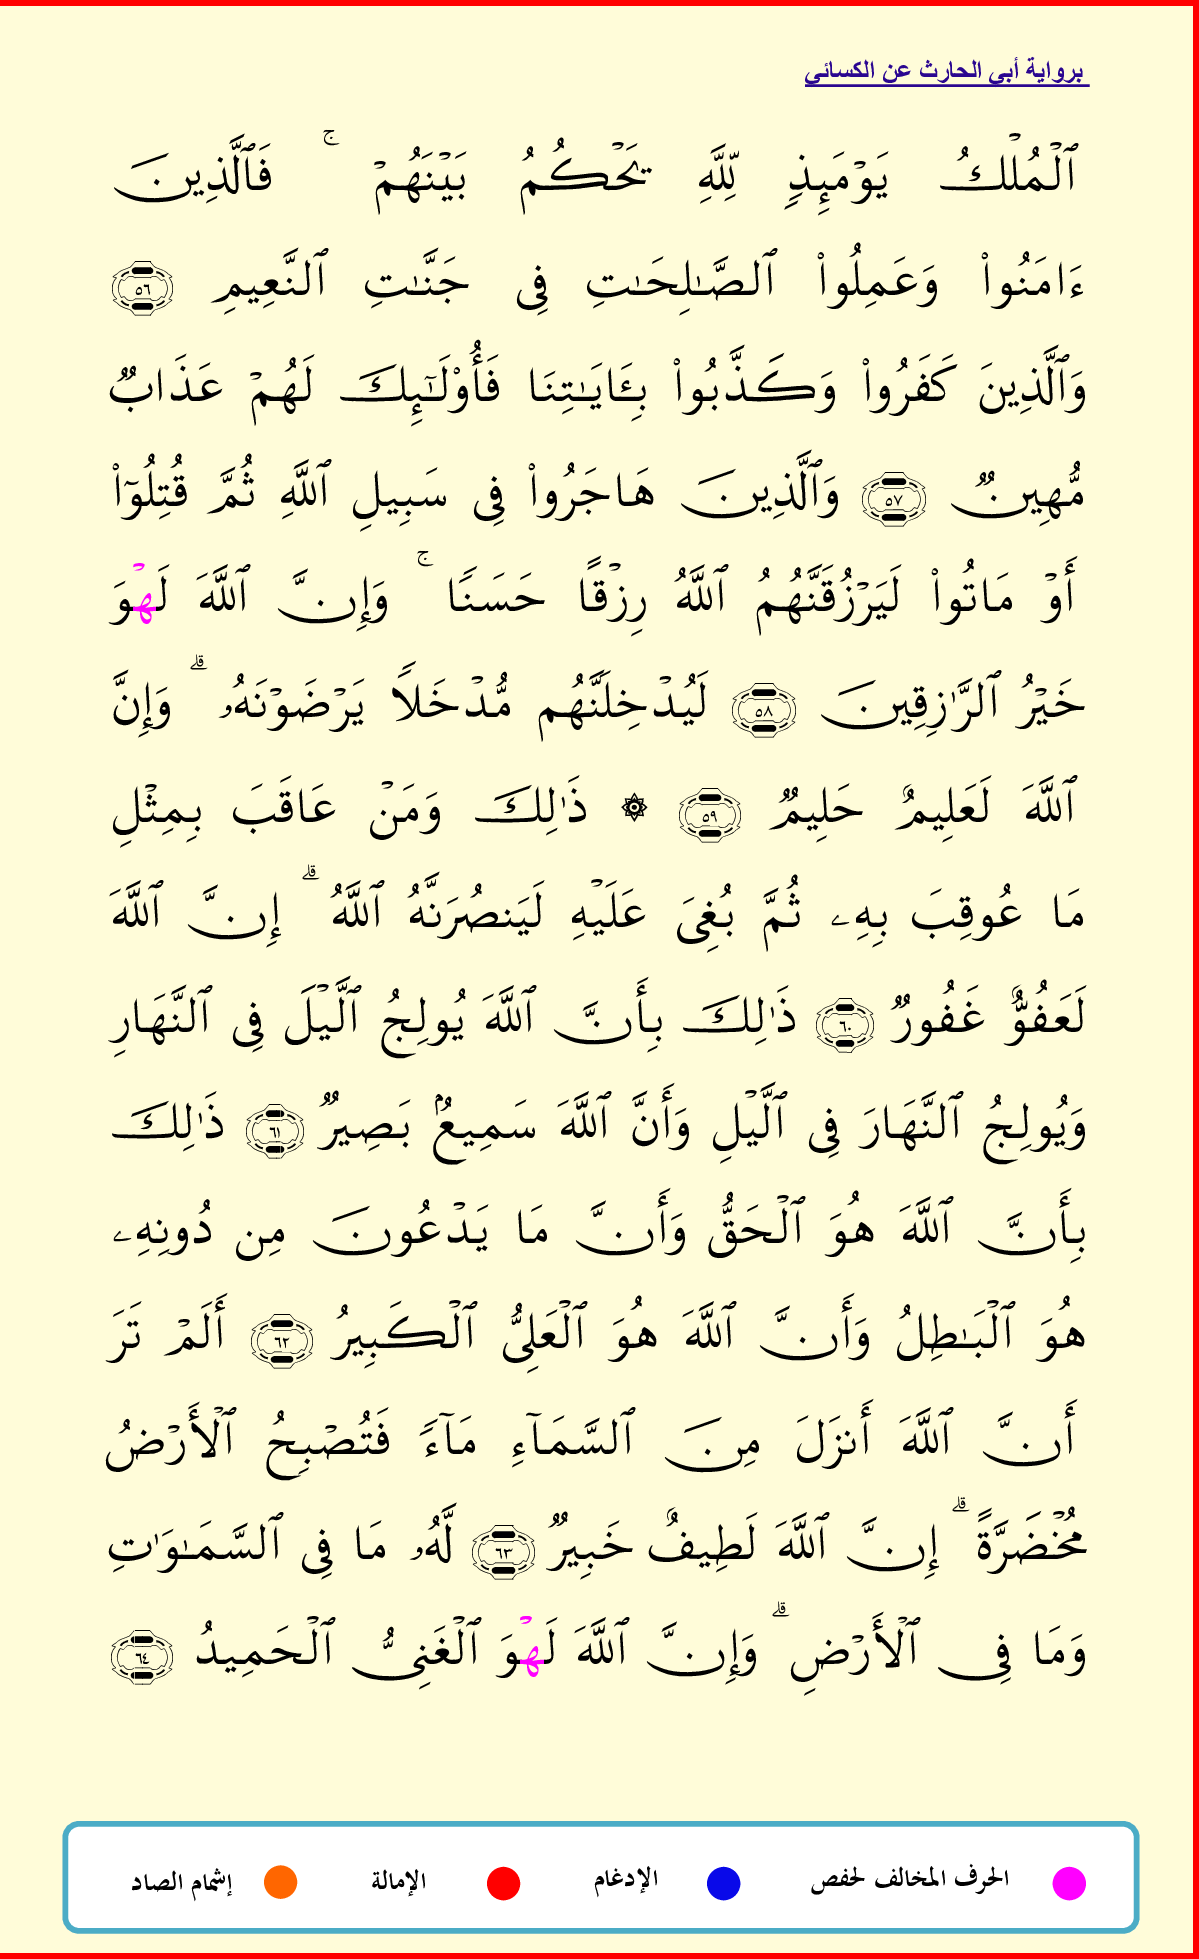 برواية أبي الحارث عن الكسائي
ٱلْمُلْكُ يَوْمَئِذٍ لِّلَّهِ يَحْكُمُ بَيْنَهُمْ ۚ فَٱلَّذِينَ
ءَامَنُوا۟ وَعَمِلُوا۟ ٱلصَّـٰلِحَـٰتِ فِى جَنَّـٰتِ ٱلنَّعِيمِ ٥٦
وَٱلَّذِينَ كَفَرُوا۟ وَكَذَّبُوا۟ بِـَٔايَـٰتِنَا فَأُو۟لَـٰٓئِكَ لَهُمْ عَذَابٌ
مُّهِينٌ ٥٧ وَٱلَّذِينَ هَاجَرُوا۟ فِى سَبِيلِ ٱللَّهِ ثُمَّ قُتِلُوٓا۟
أَوْ مَاتُوا۟ لَيَرْزُقَنَّهُمُ ٱللَّهُ رِزْقًا حَسَنًا ۚ وَإِنَّ ٱللَّهَ لَهْوَ
خَيْرُ ٱلرَّٰزِقِينَ ٥٨ لَيُدْخِلَنَّهُم مُّدْخَلًا يَرْضَوْنَهُۥ ۗ وَإِنَّ
ٱللَّهَ لَعَلِيمٌ حَلِيمٌ ٥٩ ۞ ذَٰلِكَ وَمَنْ عَاقَبَ بِمِثْلِ
مَا عُوقِبَ بِهِۦ ثُمَّ بُغِىَ عَلَيْهِ لَيَنصُرَنَّهُ ٱللَّهُ ۗ إِنَّ ٱللَّهَ
لَعَفُوٌّ غَفُورٌ ٦٠ ذَٰلِكَ بِأَنَّ ٱللَّهَ يُولِجُ ٱلَّيْلَ فِى ٱلنَّهَارِ
وَيُولِجُ ٱلنَّهَارَ فِى ٱلَّيْلِ وَأَنَّ ٱللَّهَ سَمِيعٌۢ بَصِيرٌ ٦١ ذَٰلِكَ
بِأَنَّ ٱللَّهَ هُوَ ٱلْحَقُّ وَأَنَّ مَا يَدْعُونَ مِن دُونِهِۦ
هُوَ ٱلْبَـٰطِلُ وَأَنَّ ٱللَّهَ هُوَ ٱلْعَلِىُّ ٱلْكَبِيرُ ٦٢ أَلَمْ تَرَ
أَنَّ ٱللَّهَ أَنزَلَ مِنَ ٱلسَّمَآءِ مَآءً فَتُصْبِحُ ٱلْأَرْضُ
مُخْضَرَّةً ۗ إِنَّ ٱللَّهَ لَطِيفٌ خَبِيرٌ ٦٣ لَّهُۥ مَا فِى ٱلسَّمَـٰوَٰتِ
وَمَا فِى ٱلْأَرْضِ ۗ وَإِنَّ ٱللَّهَ لَهْوَ ٱلْغَنِىُّ ٱلْحَمِيدُ ٦٤
الحرف المخالف لحفص الإدغام الإمالة إشمام الصاد